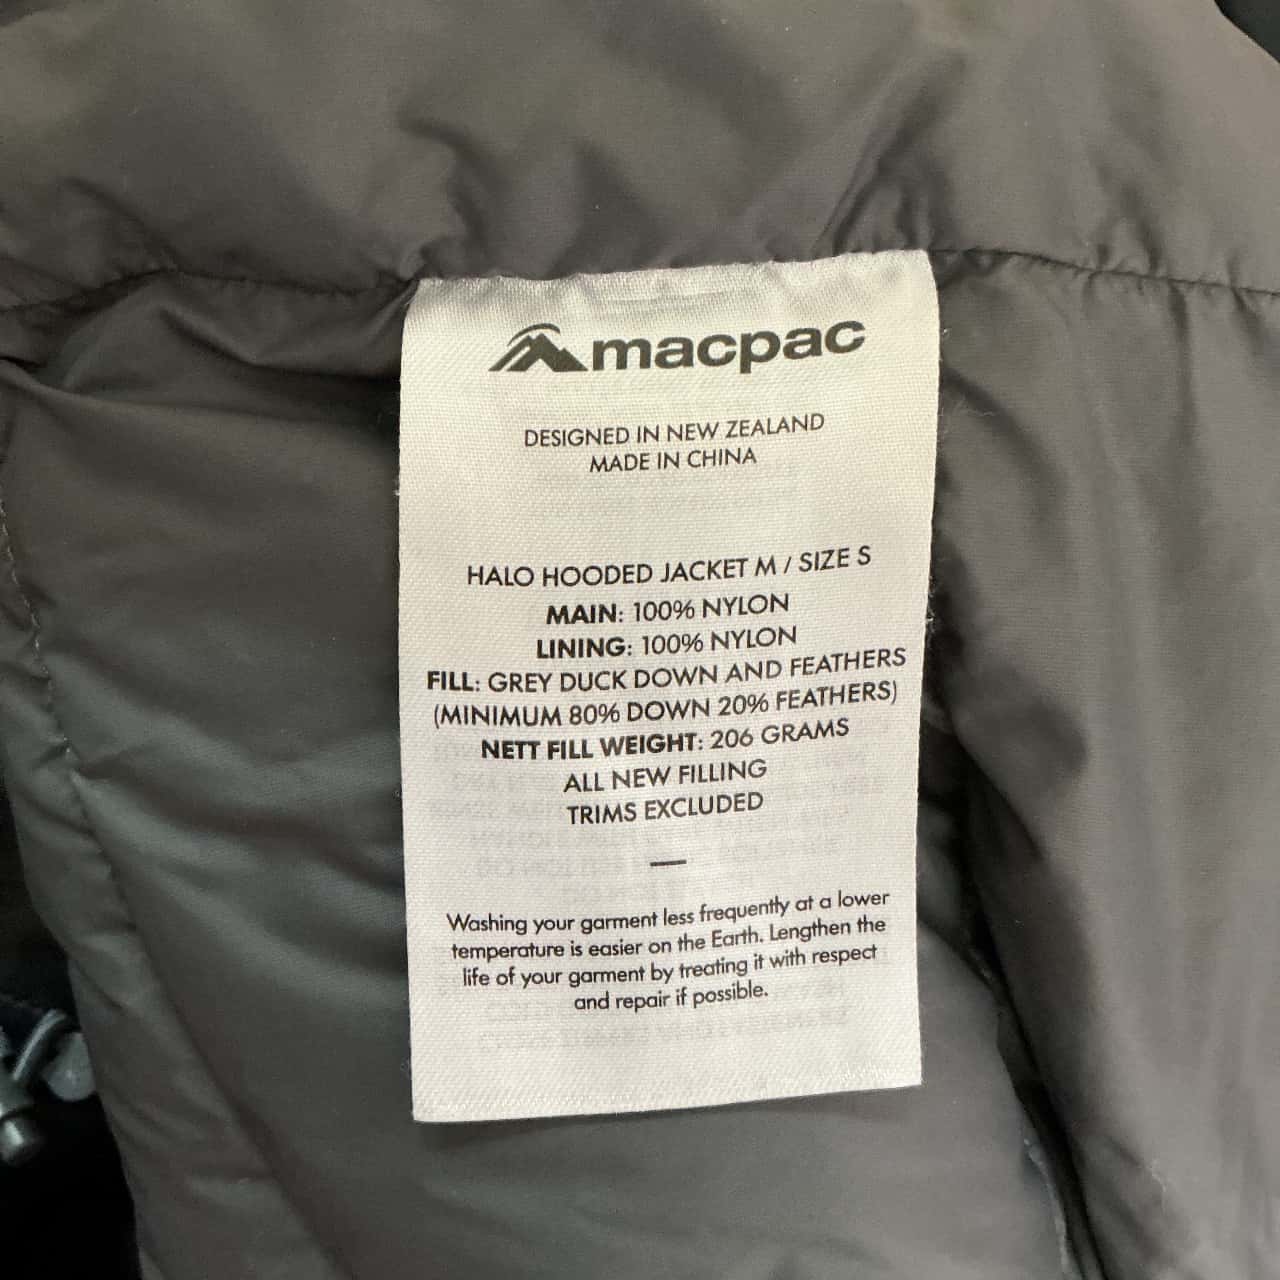 macpac
DESIGNED IN NEW ZEALAND
MADE IN CHINA
HALO HOODED JACKET M / SIZE S
MAIN: 100% NYLON
LINING: 100% NYLON
FILL: GREY DUCK DOWN AND FEATHERS
(MINIMUM 80% DOWN 20% FEATHERS)
NETT FILL WEIGHT: 206 GRAMS
ALL NEW FILLING
TRIMS EXCLUDED
—
Washing your garment less frequently at a lower
temperature is easier on the Earth. Lengthen the
life of your garment by treating it with respect
and repair if possible.